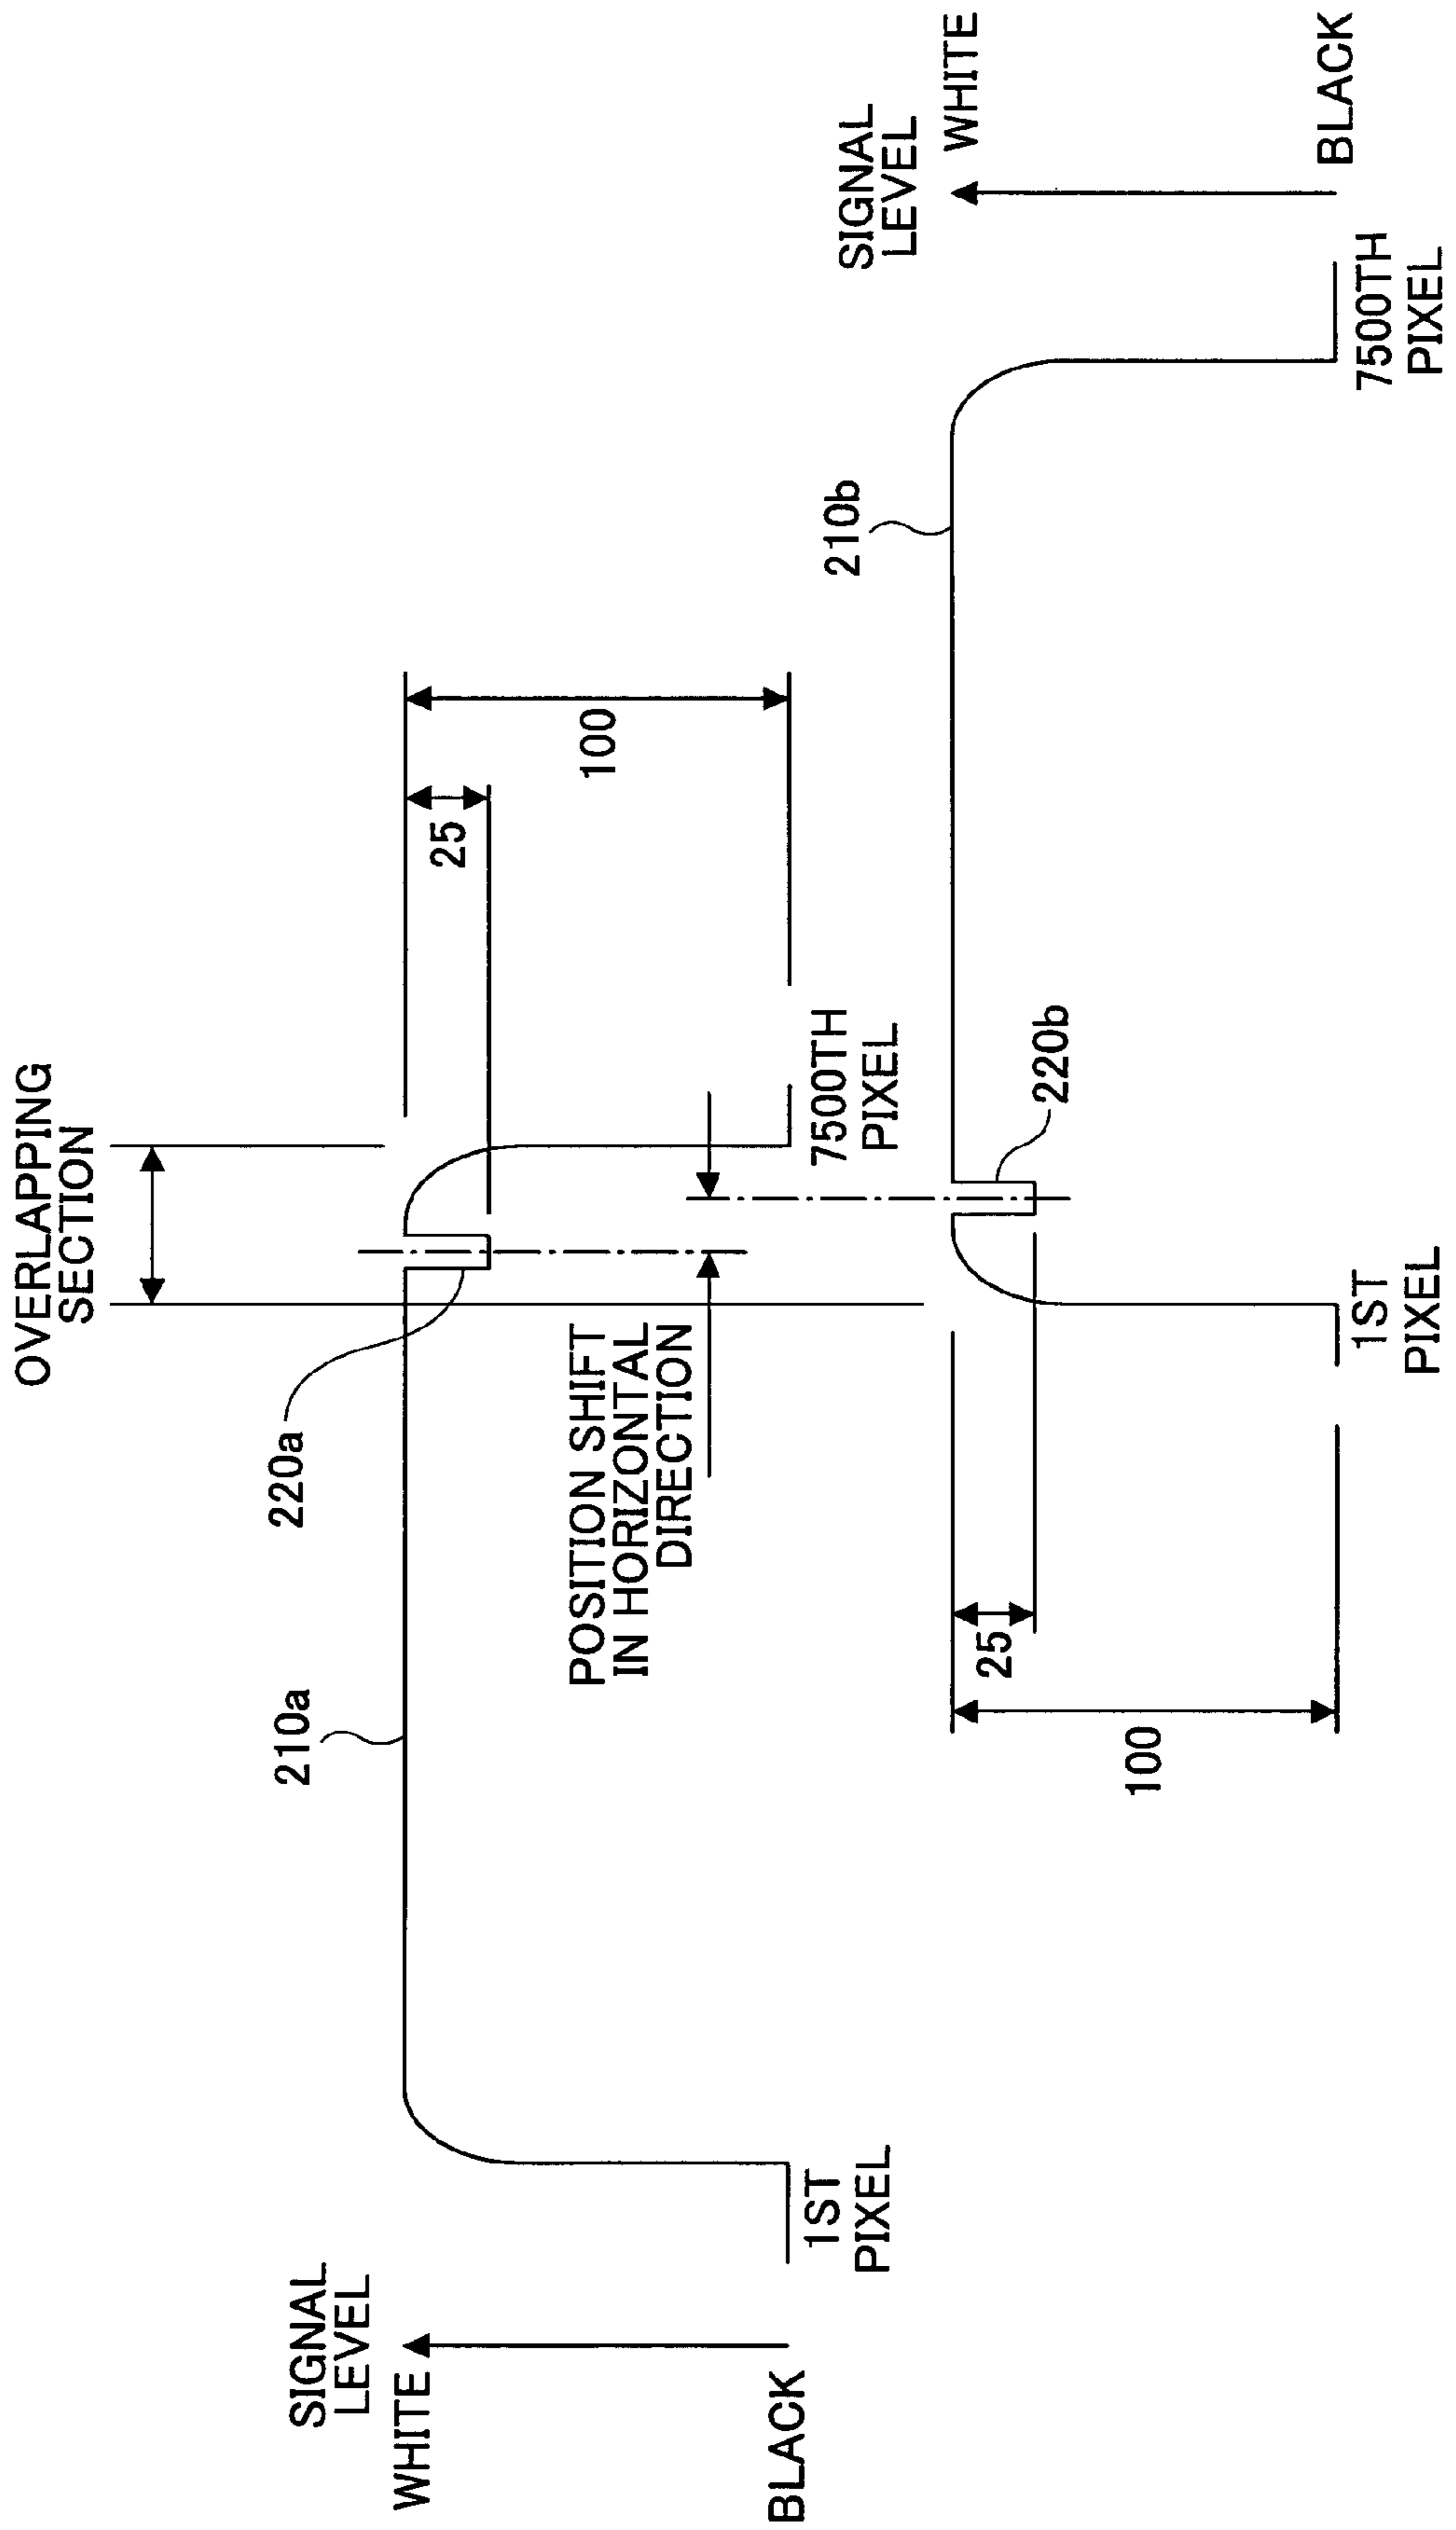 OVERLAPPING
SECTION
SIGNAL
LEVEL
WHITE
BLACK
1ST
PIXEL
210a
220a
25
100
7500TH
PIXEL
POSITION SHIFT
IN HORIZONTAL
DIRECTION
SIGNAL
LEVEL
WHITE
BLACK
210b
220b
25
100
1ST
PIXEL
7500TH
PIXEL